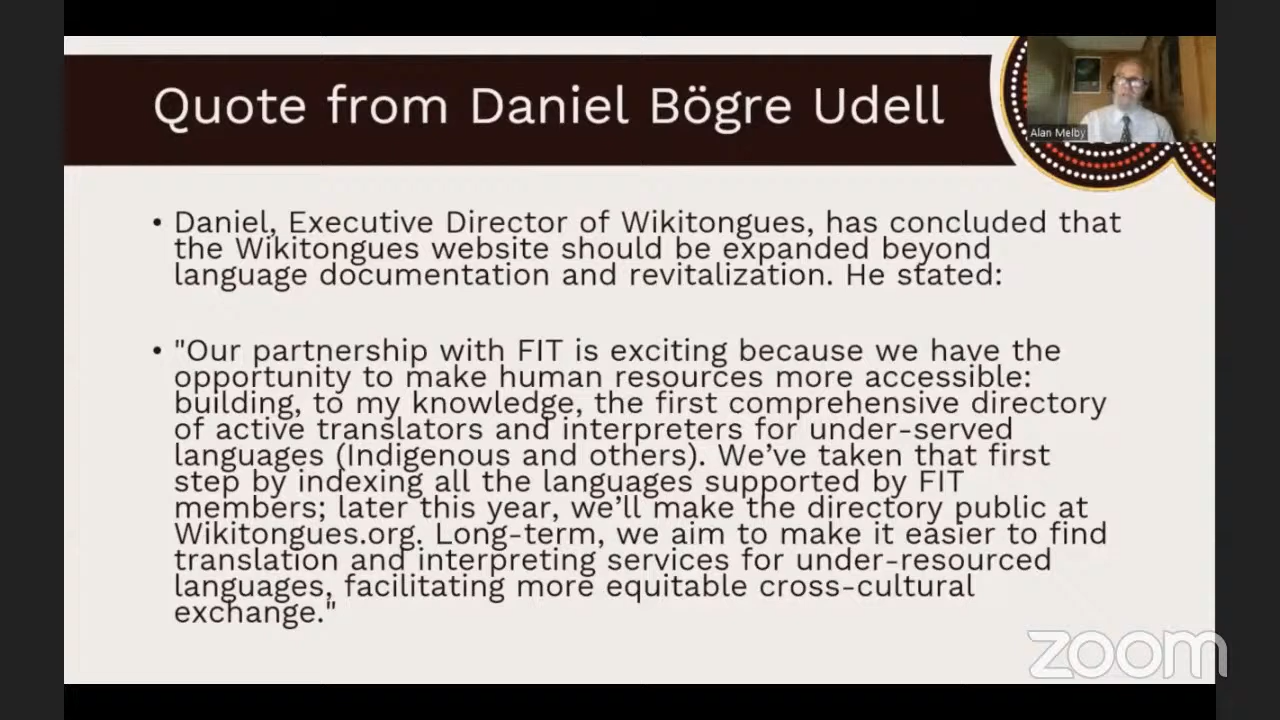 Quote from Daniel Bögre Udell
Alan Melby
• Daniel, Executive Director of Wikitongues, has concluded that
the Wikitongues website should be expanded beyond
language documentation and revitalization. He stated:
• "Our partnership with FIT is exciting because we have the
opportunity to make human resources more accessible:
building, to my knowledge, the first comprehensive directory
of active translators and interpreters for under-served
languages (Indigenous and others). We’ve taken that first
step by indexing all the languages supported by FIT
members; later this year, we’ll make the directory public at
Wikitongues.org. Long-term, we aim to make it easier to find
translation and interpreting services for under-resourced
languages, facilitating more equitable cross-cultural
exchange."
zoom